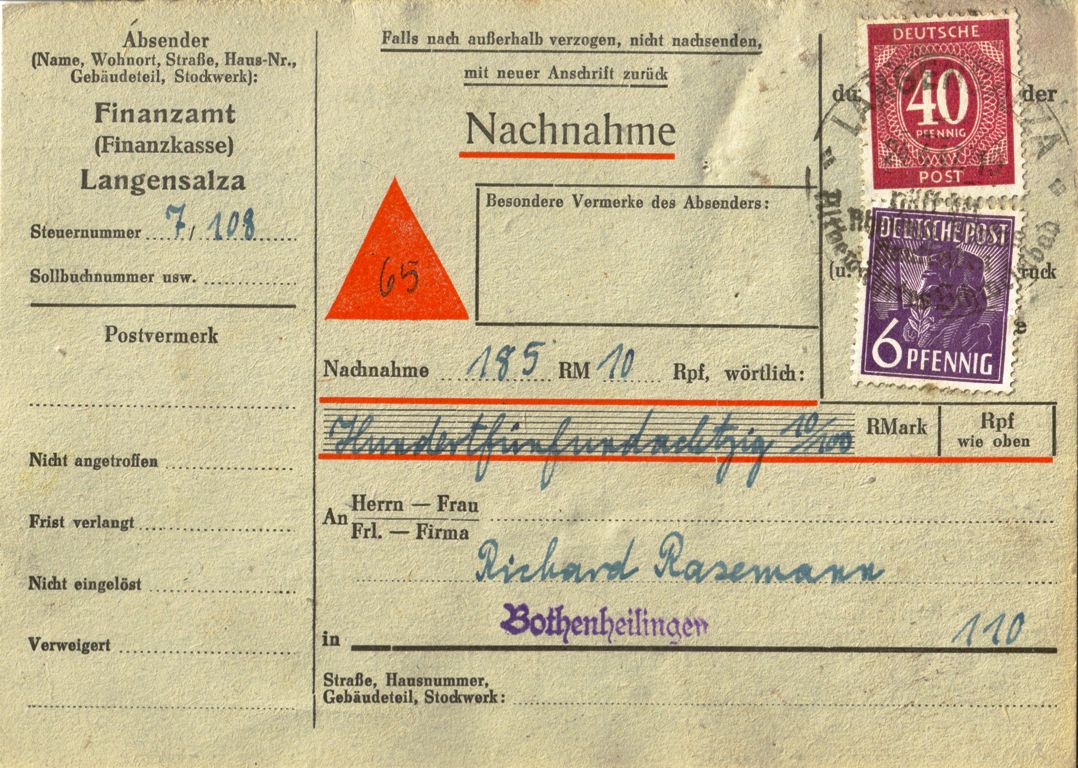 Absender
(Name, Wohnort, Straße, Haus-Nr.,
Gebäudeteil, Stockwerk):
Finanzamt
(Finanzkasse)
Langensalza
Steuernummer 7, 108
Sollbuchnummer usw.
Postvermerk
Nicht angetroffen
Frist verlangt
Nicht eingelöst
Verweigert
Falls nach außerhalb verzogen, nicht nachsenden,
mit neuer Anschrift zurück
Nachnahme
65
Besondere Vermerke des Absenders:
DEUTSCHE
40
PFENNIG
POST
DEUTSCHE POST
6 PFENNIG
der
Nachnahme 185 RM 10 Rpf, wörtlich:
Hundertfünfundachtzig 10/100 RMark Rpf
wie oben
An Herrn — Frau
Frl. — Firma
Richard Rasemann
in Bothenheilingen 110
Straße, Hausnummer,
Gebäudeteil, Stockwerk: